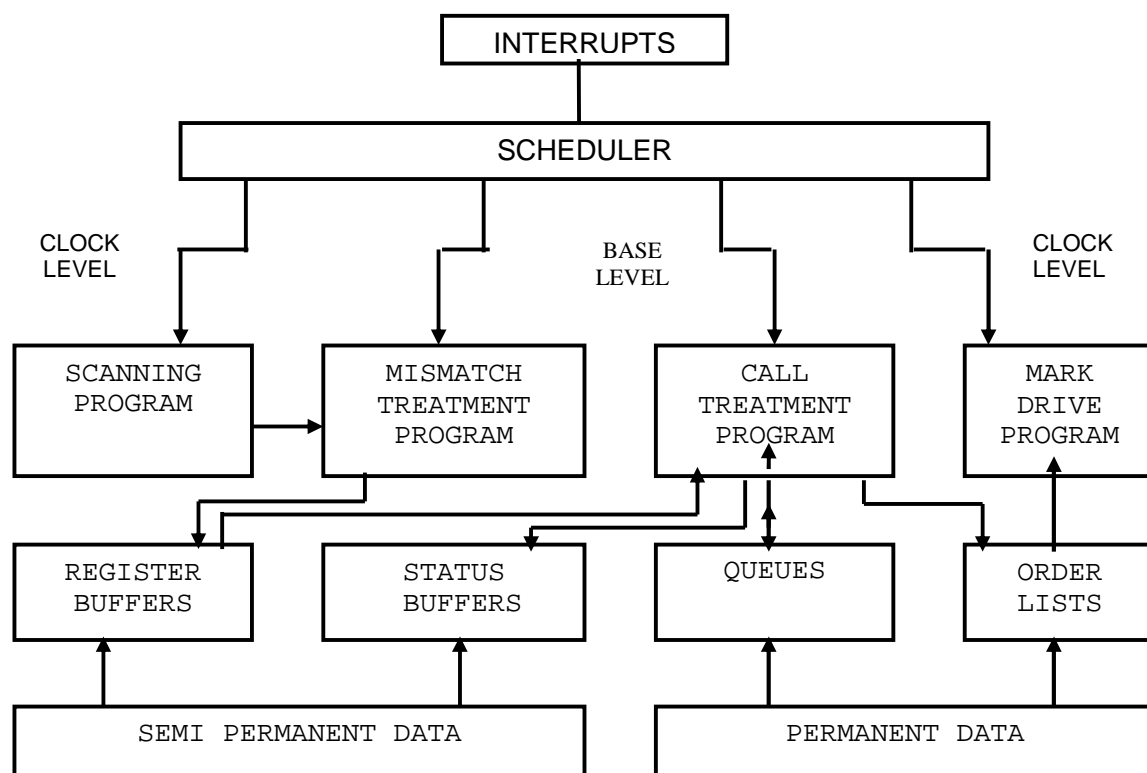 INTERRUPTS
SCHEDULER
CLOCK
LEVEL
BASE
LEVEL
CLOCK
LEVEL
SCANNING
PROGRAM
MISMATCH
TREATMENT
PROGRAM
CALL
TREATMENT
PROGRAM
MARK
DRIVE
PROGRAM
REGISTER
BUFFERS
STATUS
BUFFERS
QUEUES
ORDER
LISTS
SEMI PERMANENT DATA
PERMANENT DATA